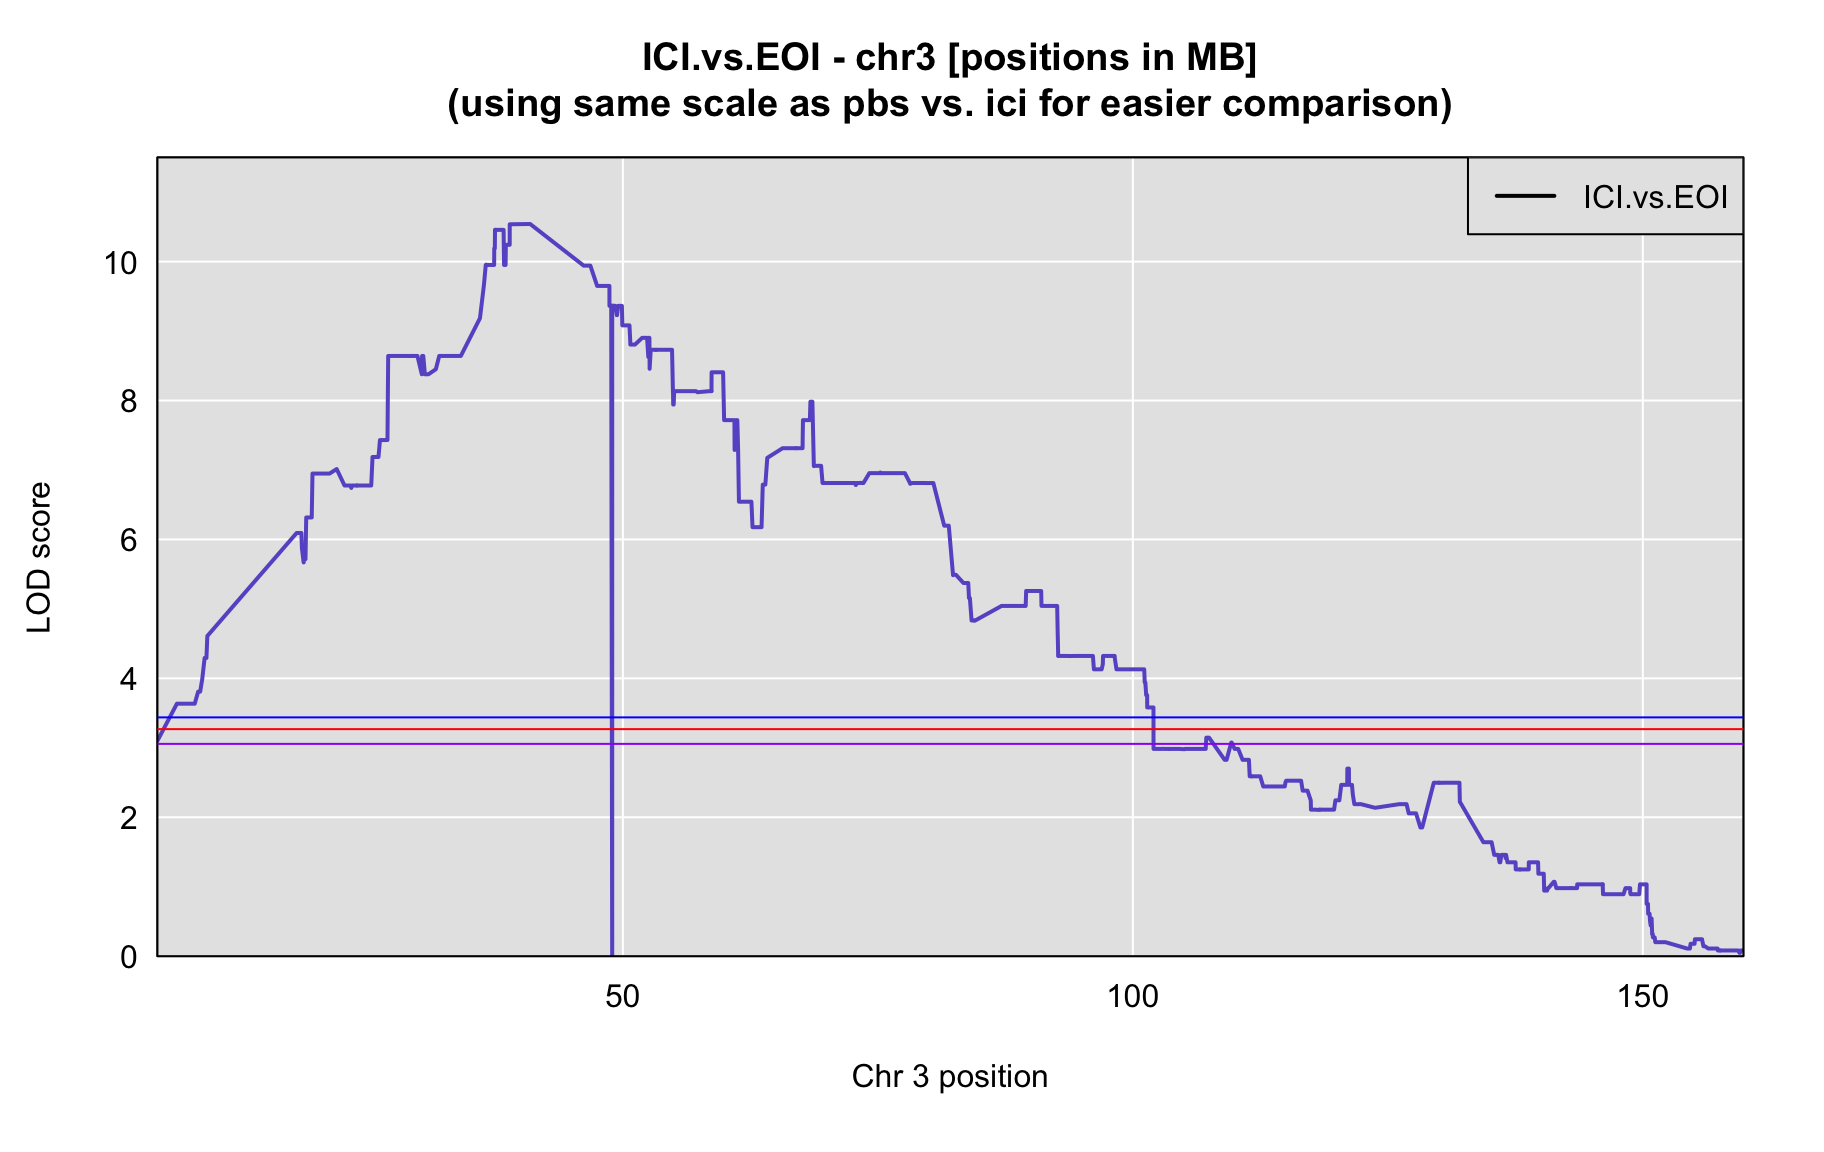 ICI.vs.EOI - chr3 [positions in MB]
(using same scale as pbs vs. ici for easier comparison)
ICI.vs.EOI
10
8
6
4
2
0
LOD score
50
100
150
Chr 3 position